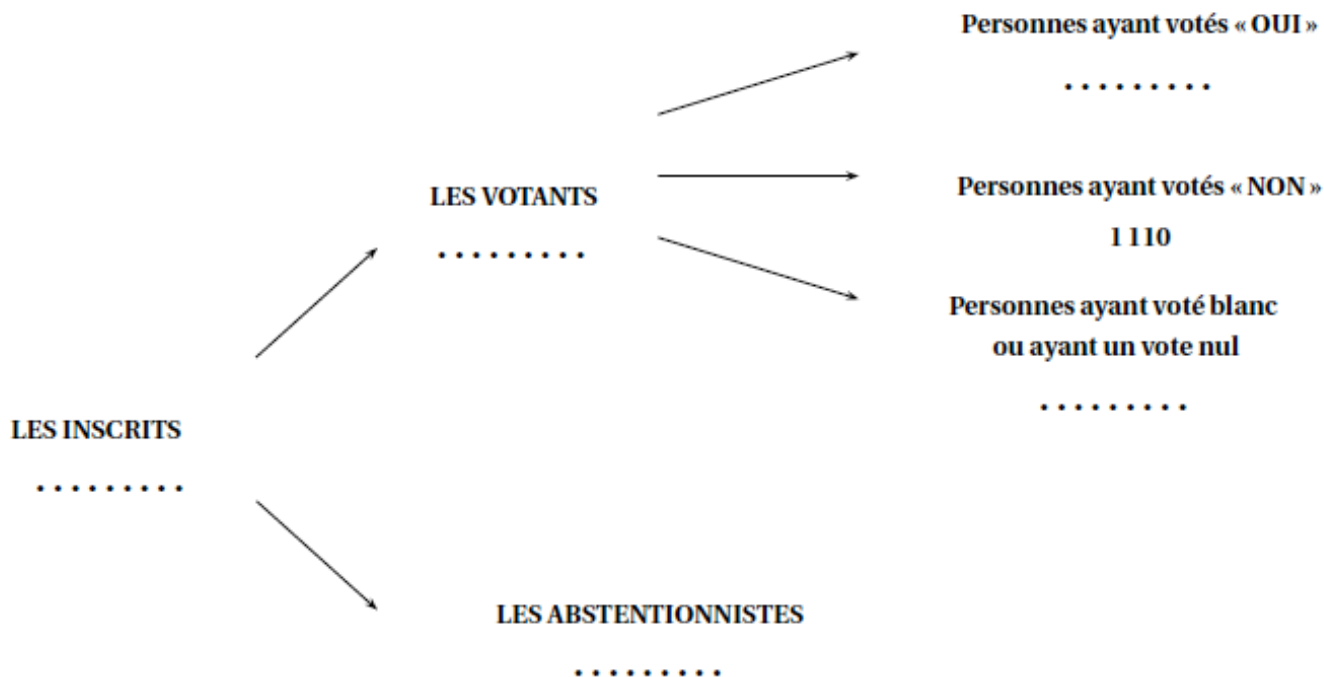 Personnes ayant votés « OUI »
. . . . . . . . .
LES VOTANTS
. . . . . . . . .
Personnes ayant votés « NON »
1 110
Personnes ayant voté blanc
ou ayant un vote nul
. . . . . . . . .
LES INSCRITS
. . . . . . . . .
LES ABSTENTIONNISTES
. . . . . . . . .